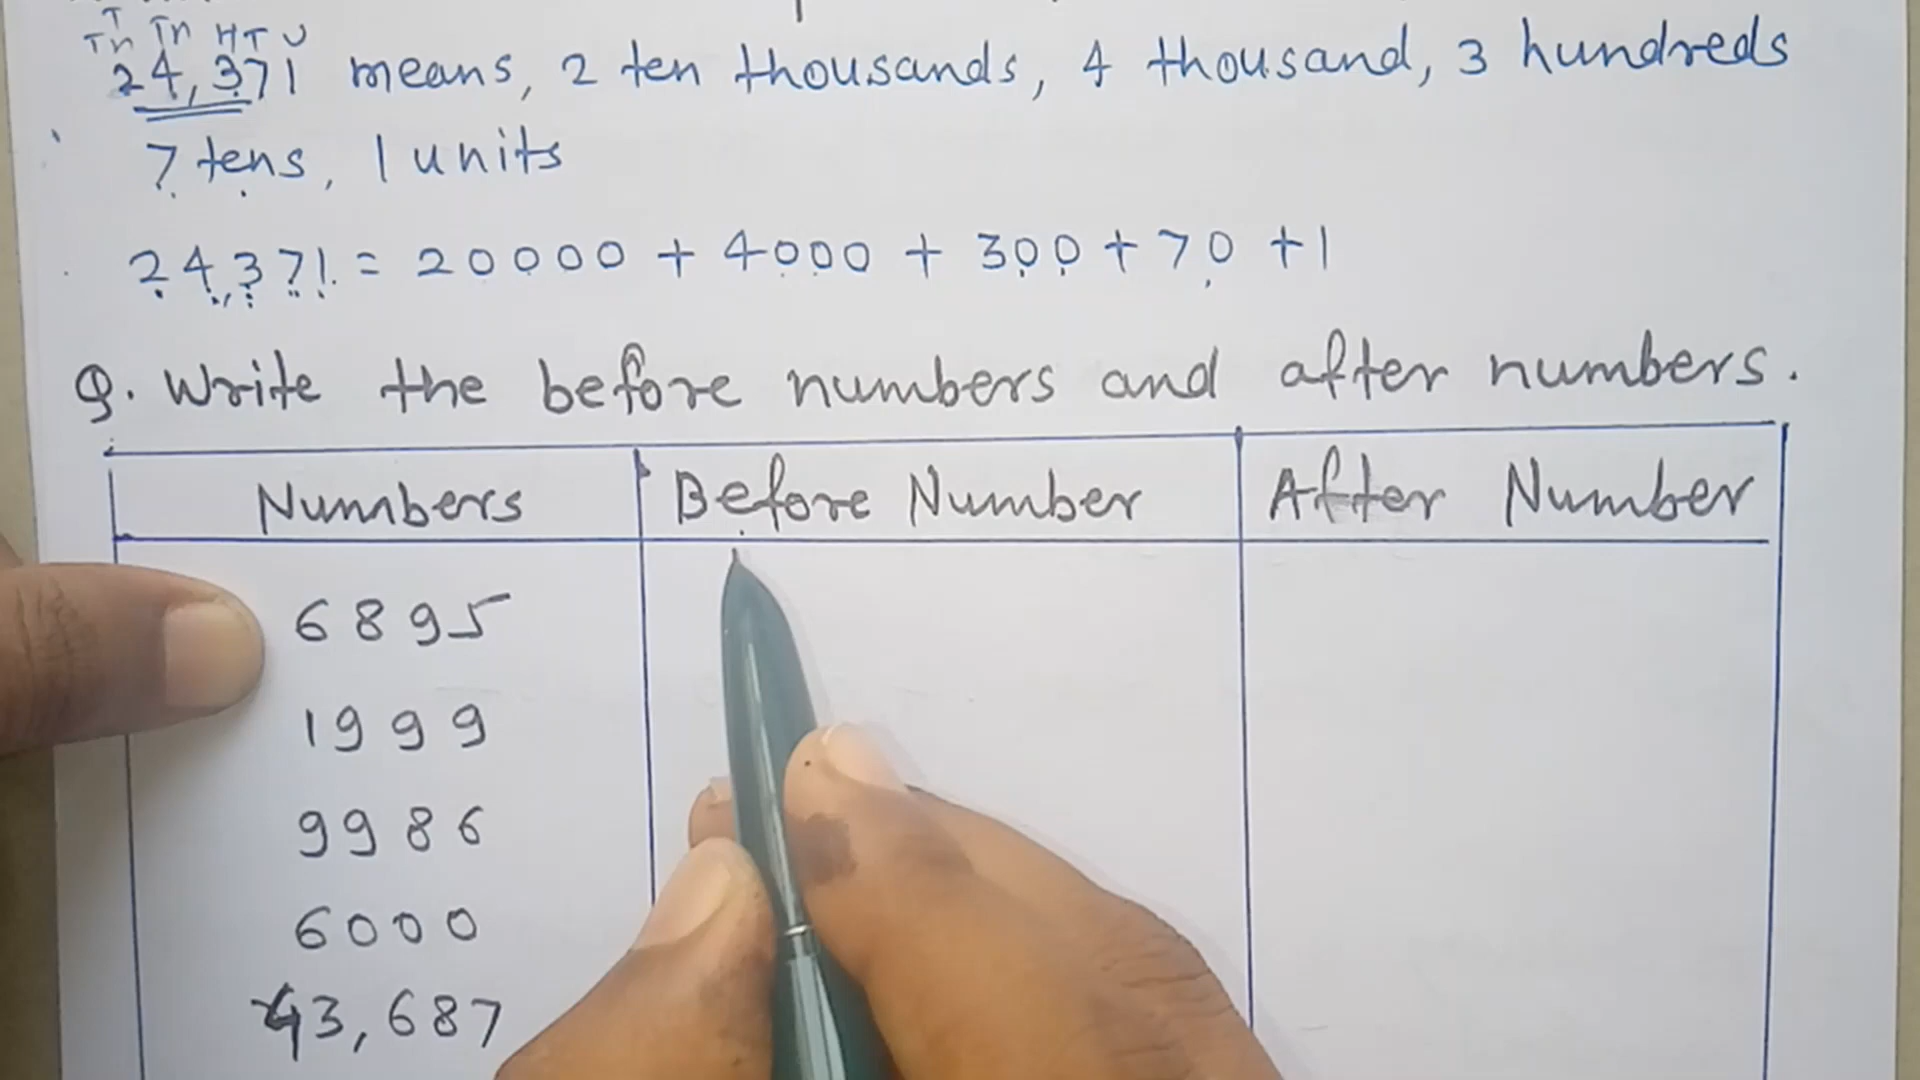 T
Th Th H T U
24,371 means, 2 ten thousands, 4 thousand, 3 hundreds
7 tens, 1 units
24,371 = 20000 + 4000 + 300 + 70 + 1
Q. Write the before numbers and after numbers.
Numbers Before Number After Number
6895
1999
9986
6000
43,687